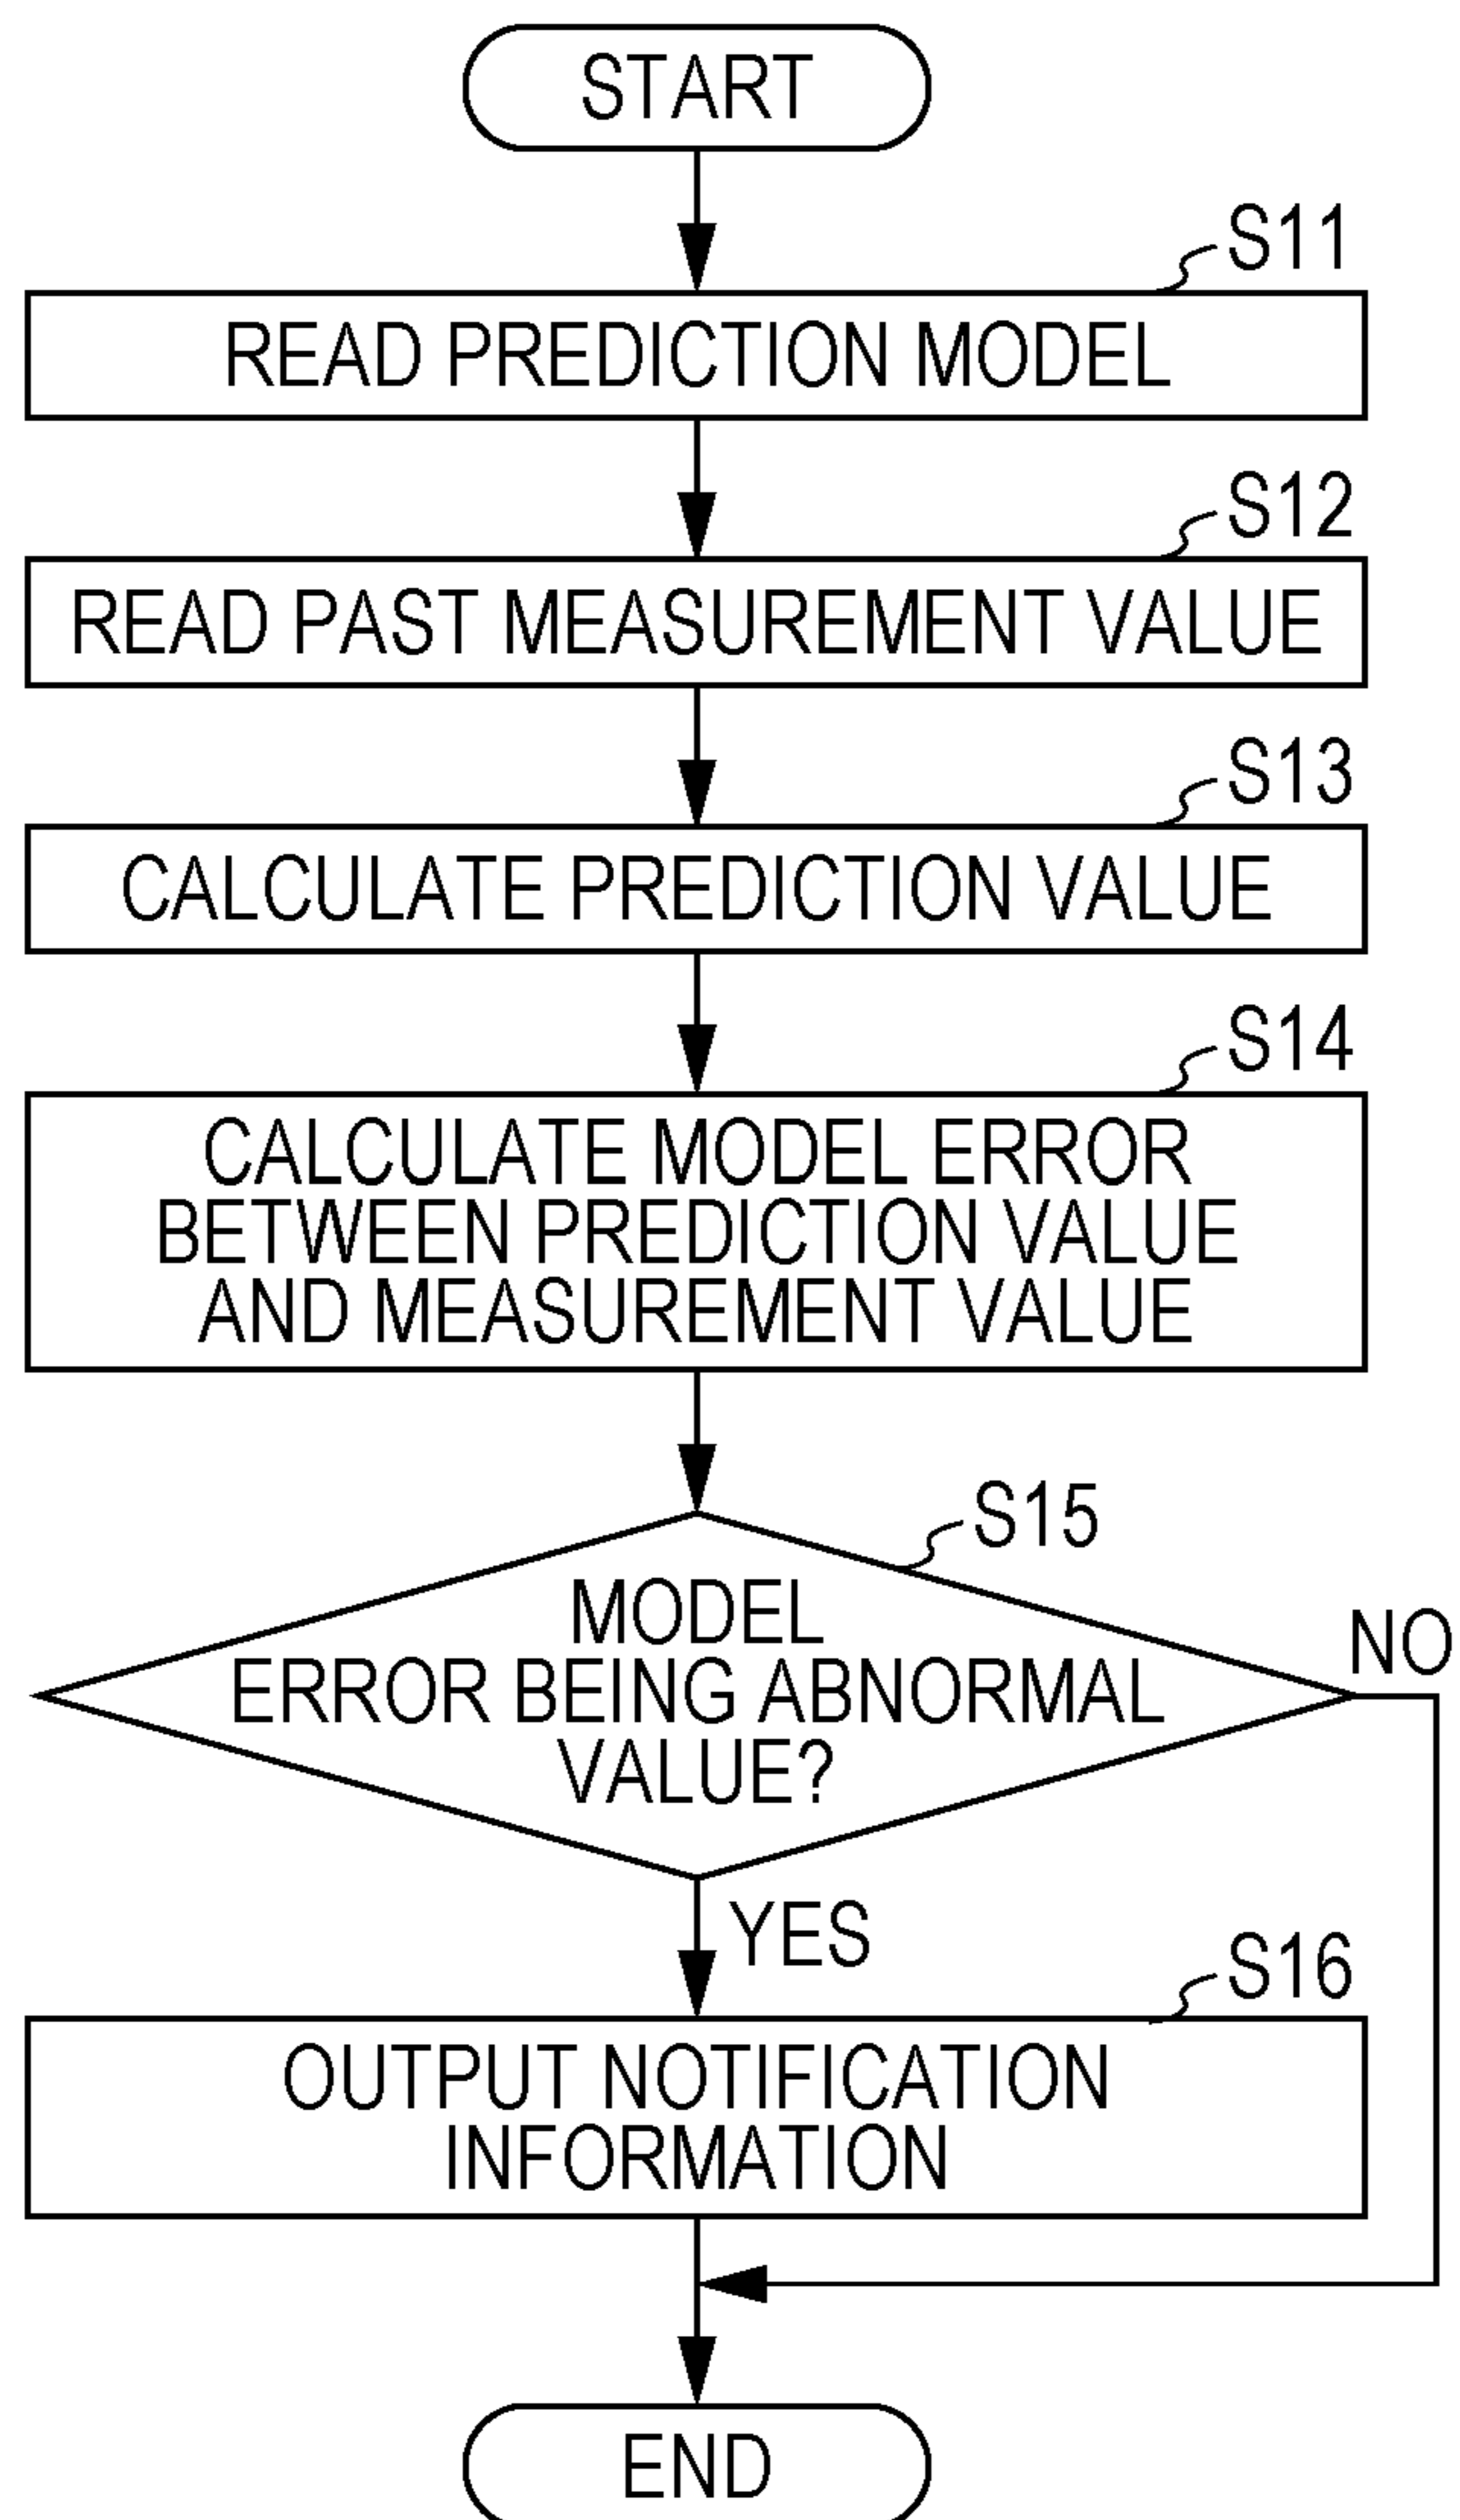 START
S11
READ PREDICTION MODEL
S12
READ PAST MEASUREMENT VALUE
S13
CALCULATE PREDICTION VALUE
S14
CALCULATE MODEL ERROR
BETWEEN PREDICTION VALUE
AND MEASUREMENT VALUE
S15
MODEL
ERROR BEING ABNORMAL
VALUE?
NO
YES
S16
OUTPUT NOTIFICATION
INFORMATION
END